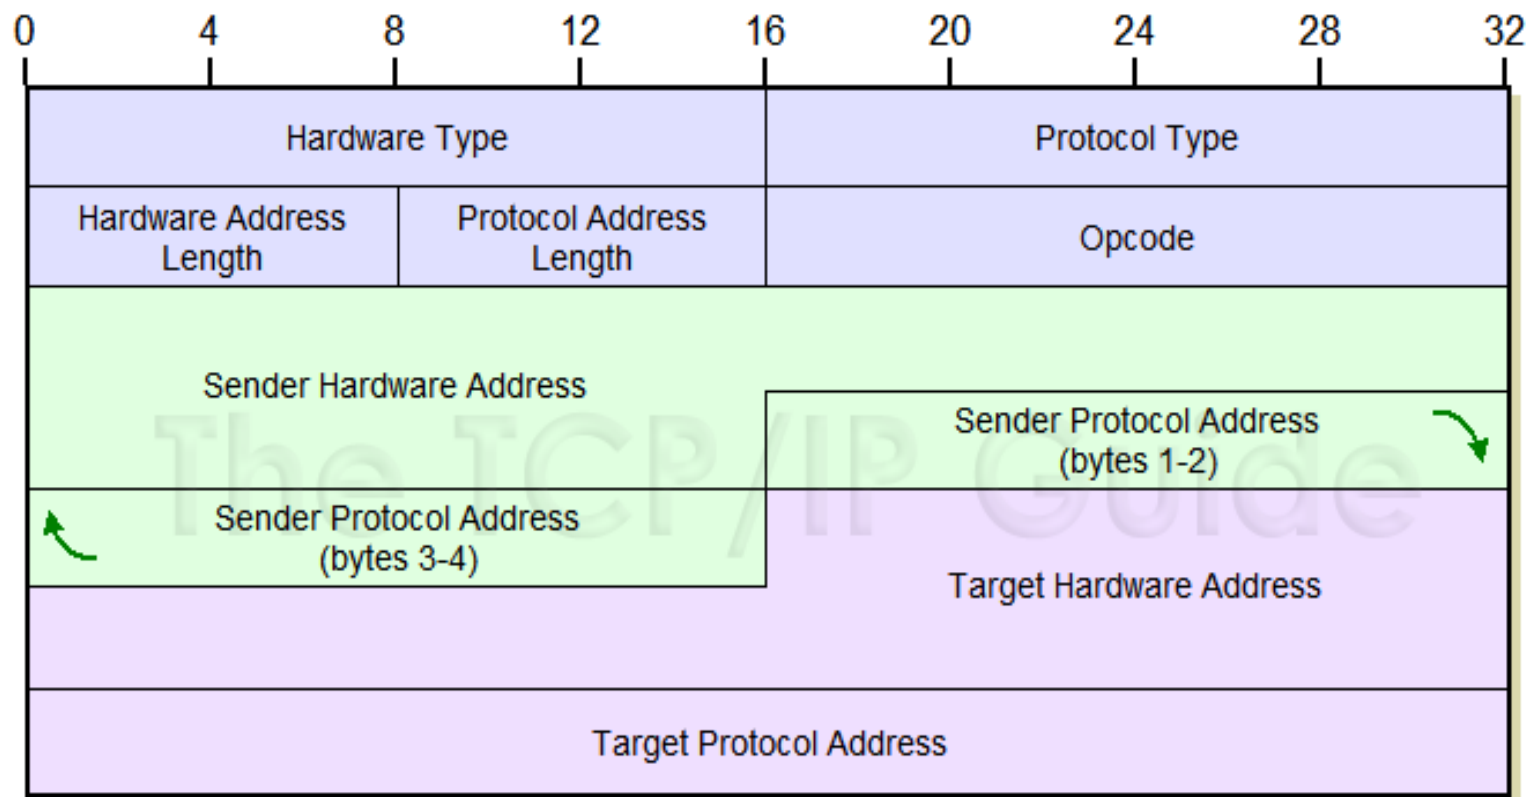 0 4 8 12 16 20 24 28 32
Hardware Type
Protocol Type
Hardware Address
Length
Protocol Address
Length
Opcode
Sender Hardware Address
Sender Protocol Address
(bytes 1-2)
Sender Protocol Address
(bytes 3-4)
Target Hardware Address
Target Protocol Address
The TCP/IP Guide